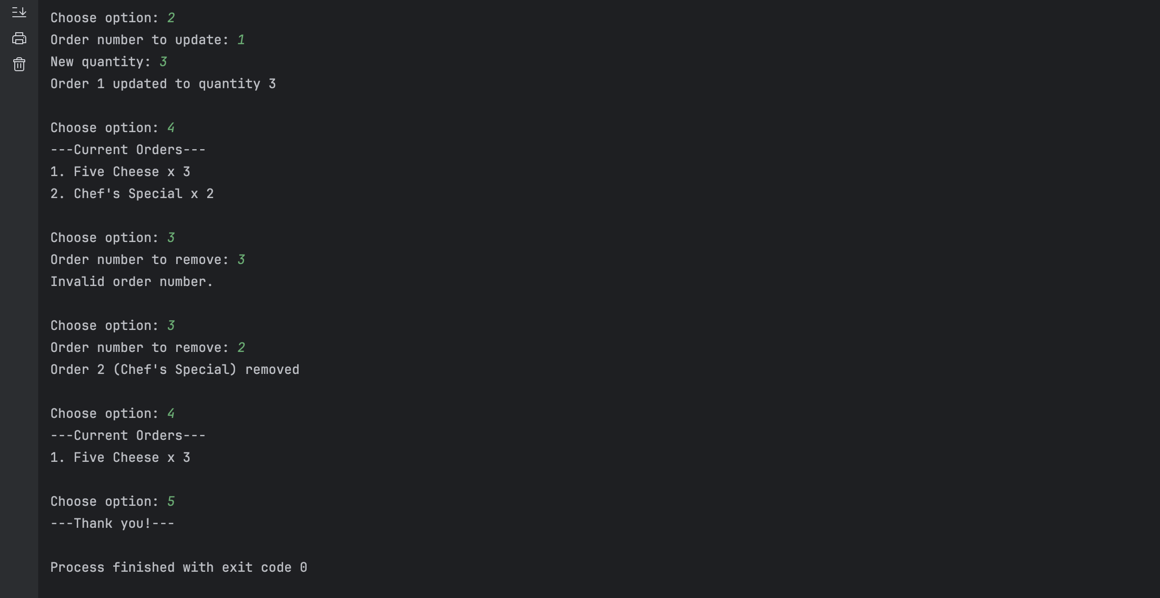 Choose option: 2
Order number to update: 1
New quantity: 3
Order 1 updated to quantity 3
Choose option: 4
---Current Orders---
1. Five Cheese x 3
2. Chef's Special x 2
Choose option: 3
Order number to remove: 3
Invalid order number.
Choose option: 3
Order number to remove: 2
Order 2 (Chef's Special) removed
Choose option: 4
---Current Orders---
1. Five Cheese x 3
Choose option: 5
---Thank you!---
Process finished with exit code 0